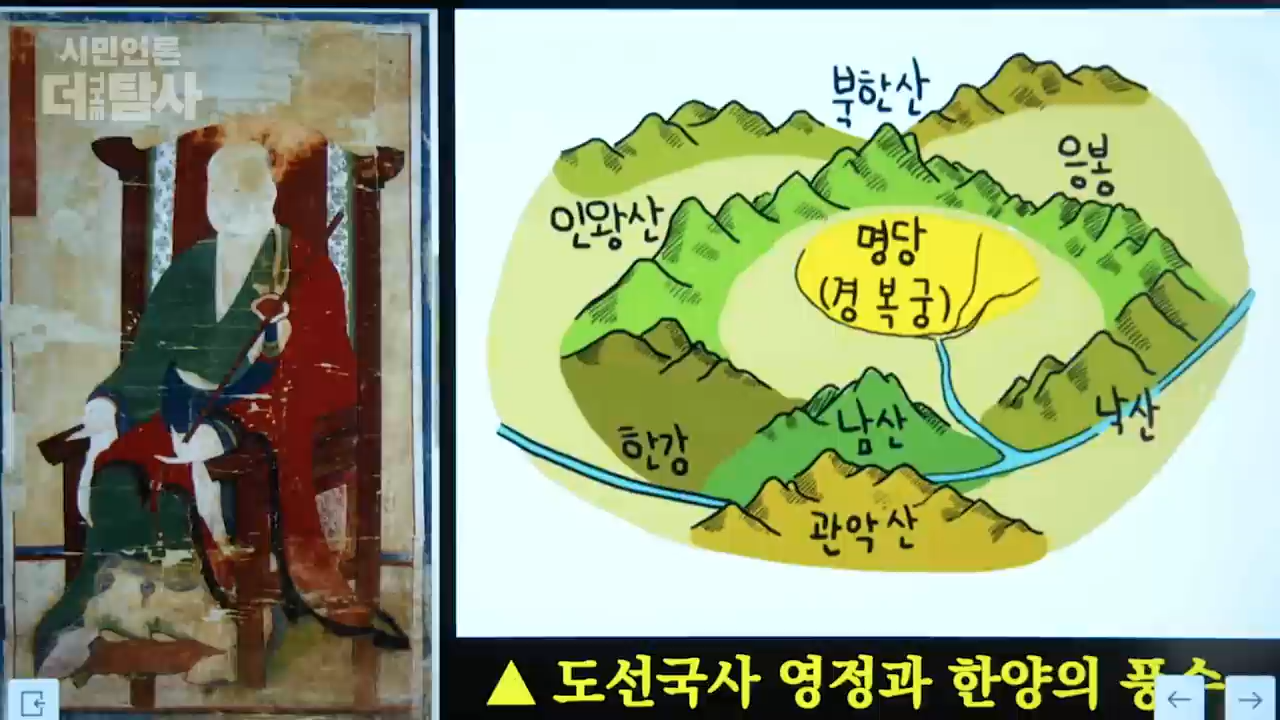 시민언론
더탐사
북한산
응봉
인왕산
명당
(경복궁)
낙산
남산
한강
관악산
▲ 도선국사 영정과 한양의 풍수